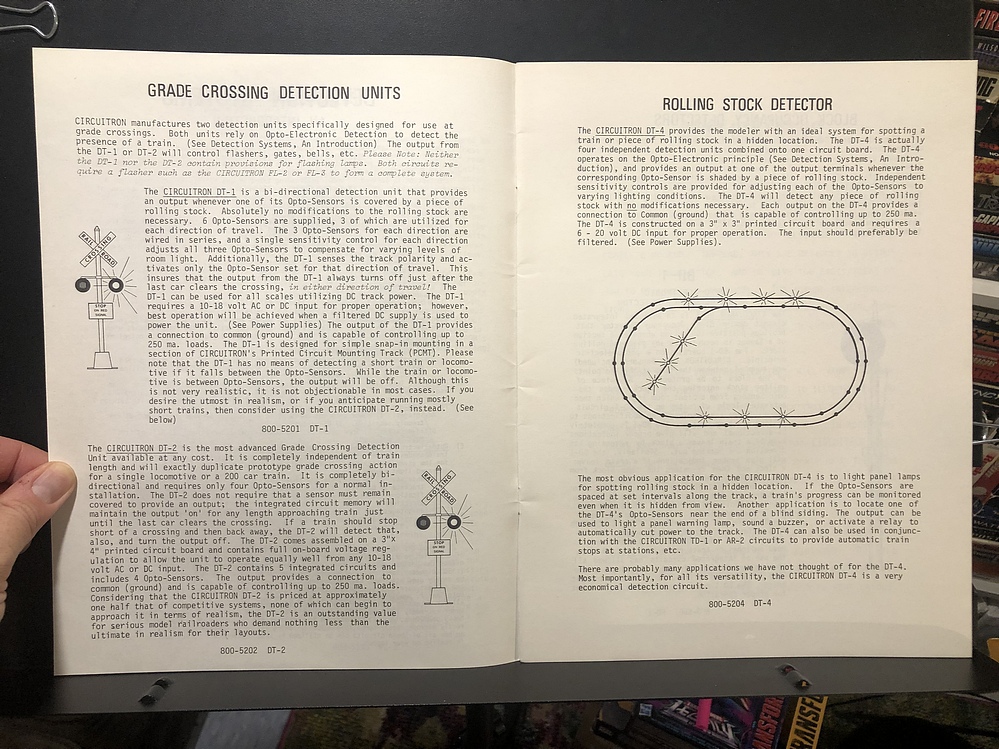 GRADE CROSSING DETECTION UNITS
CIRCUITRON manufactures two detection units specifically designed for use at
grade crossings. Both units rely on Opto-Electronic Detection to detect the
presence of a train. (See Detection Systems, An Introduction) The output from
the DT-1 or DT-2 will control flashers, gates, bells, etc. Please Note: Neither
the DT-1 nor the DT-2 contain provisions for flashing lamps. Both circuits re-
quire a flasher such as the CIRCUITRON FL-2 or FL-3 to form a complete system.
The CIRCUITRON DT-1 is a bi-directional detection unit that provides
an output whenever one of its Opto-Sensors is covered by a piece of
rolling stock. Absolutely no modifications to the rolling stock are
necessary. 6 Opto-Sensors are supplied, 3 of which are utilized for
each direction of travel. The 3 Opto-Sensors for each direction are
wired in series, and a single sensitivity control for each direction
adjusts all three Opto-Sensors to compensate for varying levels of
room light. Additionally, the DT-1 senses the track polarity and ac-
tivates only the Opto-Sensor set for that direction of travel. This
insures that the output from the DT-1 always turns off just after the
last car clears the crossing, in either direction of travel! The
DT-1 can be used for all scales utilizing DC track power. The DT-1
requires a 10-18 volt AC or DC input for proper operation; however,
best operation will be achieved when a filtered DC supply is used to
power the unit. (See Power Supplies) The output of the DT-1 provides
a connection to common (ground) and is capable of controlling up to
250 ma. loads. The DT-1 is designed for simple snap-in mounting in a
section of CIRCUITRON's Printed Circuit Mounting Track (PCMT). Please
note that the DT-1 has no means of detecting a short train or locomo-
tive if it falls between the Opto-Sensors. While the train or locomo-
tive is between Opto-Sensors, the output will be off. Although this
is not very realistic, it is not objectionable in most cases. If you
desire the utmost in realism, or if you anticipate running mostly
short trains, then consider using the CIRCUITRON DT-2, instead. (See
below)
800-5201 DT-1
RAIL ROAD
CROSSING
STOP
ON RED
SIGNAL
The CIRCUITRON DT-2 is the most advanced Grade Crossing Detection
Unit available at any cost. It is completely independent of train
length and will exactly duplicate prototype grade crossing action
for a single locomotive or a 200 car train. It is completely bi-
directional and requires only four Opto-Sensors for a normal in-
stallation. The DT-2 does not require that a sensor must remain
covered to provide an output; the integrated circuit memory will
maintain the output 'on' for any length approaching train just
until the last car clears the crossing. If a train should stop
short of a crossing and then back away, the DT-2 will detect that,
also, and turn the output off. The DT-2 comes assembled on a 3"x
4" printed circuit board and contains full on-board voltage reg-
ulation to allow the unit to operate equally well from any 10-18
volt AC or DC input. The DT-2 contains 5 integrated circuits and
includes 4 Opto-Sensors. The output provides a connection to
common (ground) and is capable of controlling up to 250 ma. loads.
Considering that the CIRCUITRON DT-2 is priced at approximately
one half that of competitive systems, none of which can begin to
approach it in terms of realism, the DT-2 is an outstanding value
for serious model railroaders who demand nothing less than the
ultimate in realism for their layouts.
800-5202 DT-2
RAIL ROAD
CROSSING
STOP
ON RED
SIGNAL
ROLLING STOCK DETECTOR
The CIRCUITRON DT-4 provides the modeler with an ideal system for spotting a
train or piece of rolling stock in a hidden location. The DT-4 is actually
four independent detection units combined onto one circuit board. The DT-4
operates on the Opto-Electronic principle (See Detection Systems, An Intro-
duction), and provides an output at one of the output terminals whenever the
corresponding Opto-Sensor is shaded by a piece of rolling stock. Independent
sensitivity controls are provided for adjusting each of the Opto-Sensors to
varying lighting conditions. The DT-4 will detect any piece of rolling
stock with no modifications necessary. Each output on the DT-4 provides a
connection to Common (ground) that is capable of controlling up to 250 ma.
The DT-4 is constructed on a 3" x 3" printed circuit board and requires a
6 - 20 volt DC input for proper operation. The input should preferably be
filtered. (See Power Supplies).
The most obvious application for the CIRCUITRON DT-4 is to light panel lamps
for spotting rolling stock in a hidden location. If the Opto-Sensors are
spaced at set intervals along the track, a train's progress can be monitored
even when it is hidden from view. Another application is to locate one of
the DT-4's Opto-Sensors near the end of a blind siding. The output can be
used to light a panel warning lamp, sound a buzzer, or activate a relay to
automatically cut power to the track. The DT-4 can also be used in conjunc-
tion with the CIRCUITRON TD-1 or AR-2 circuits to provide automatic train
stops at stations, etc.
There are probably many applications we have not thought of for the DT-4.
Most importantly, for all its versatility, the CIRCUITRON DT-4 is a very
economical detection circuit.
800-5204 DT-4